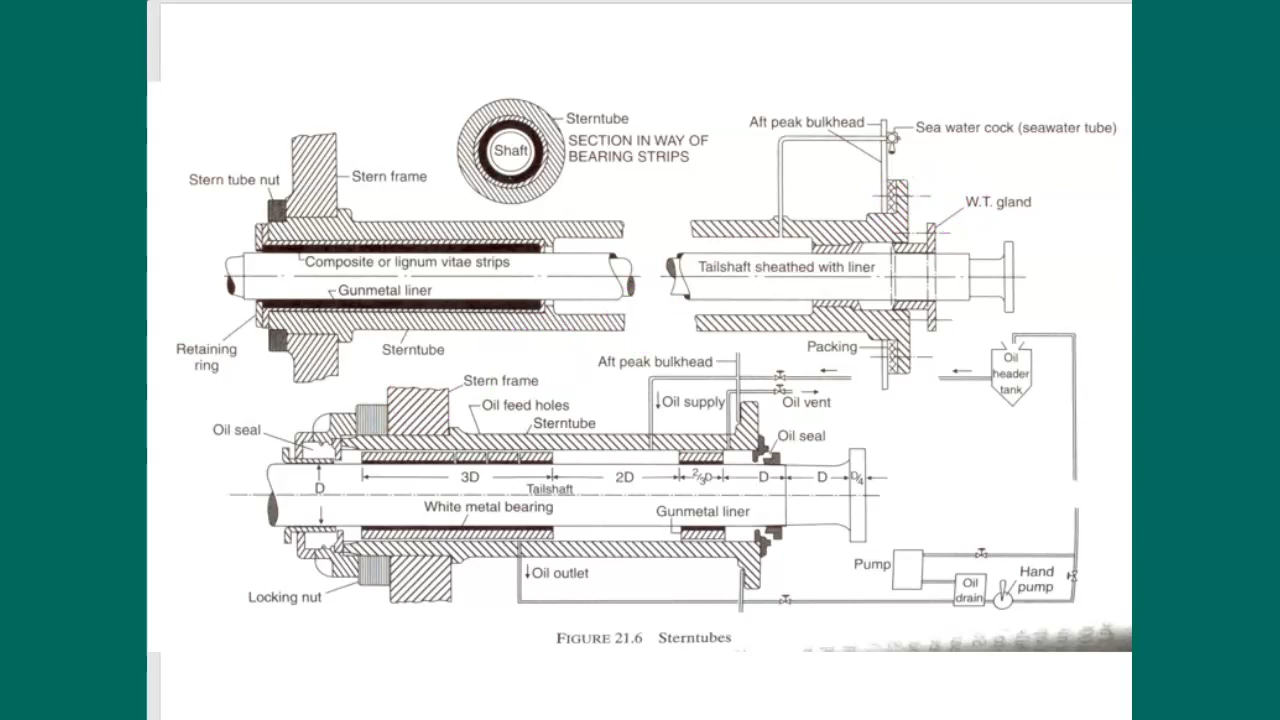 Sterntube
Shaft
SECTION IN WAY OF
BEARING STRIPS
Aft peak bulkhead
Sea water cock (seawater tube)
Stern tube nut
Stern frame
W.T. gland
Composite or lignum vitae strips
Gunmetal liner
Tailshaft sheathed with liner
Retaining
ring
Sterntube
Packing
Aft peak bulkhead
Oil
header
tank
Stern frame
Oil feed holes
Sterntube
Oil supply
Oil vent
Oil seal
Oil seal
D
3D
2D
2/3D
D
D
D/4
Tailshaft
White metal bearing
Gunmetal liner
Oil outlet
Pump
Oil
drain
Hand
pump
Locking nut
FIGURE 21.6 Sterntubes